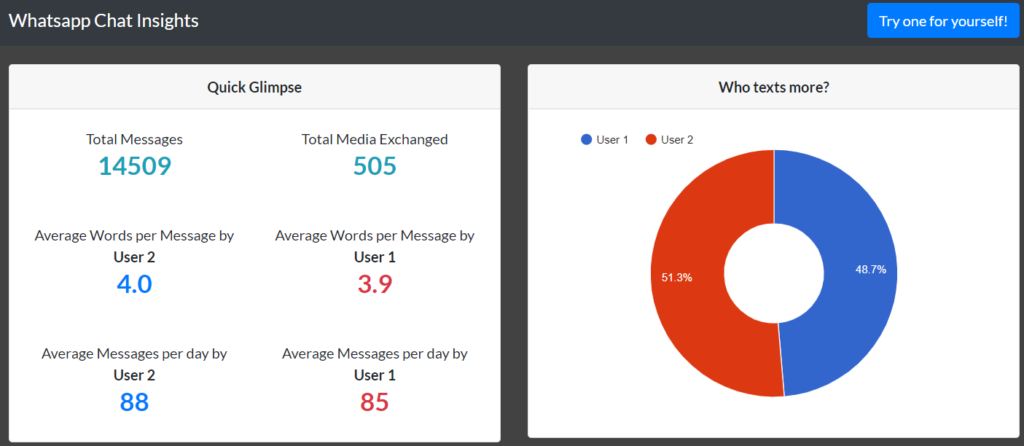 Whatsapp Chat Insights
Try one for yourself!
Quick Glimpse
Total Messages
14509
Total Media Exchanged
505
Average Words per Message by
User 2
4.0
Average Words per Message by
User 1
3.9
Average Messages per day by
User 2
88
Average Messages per day by
User 1
85
Who texts more?
User 1
User 2
51.3%
48.7%